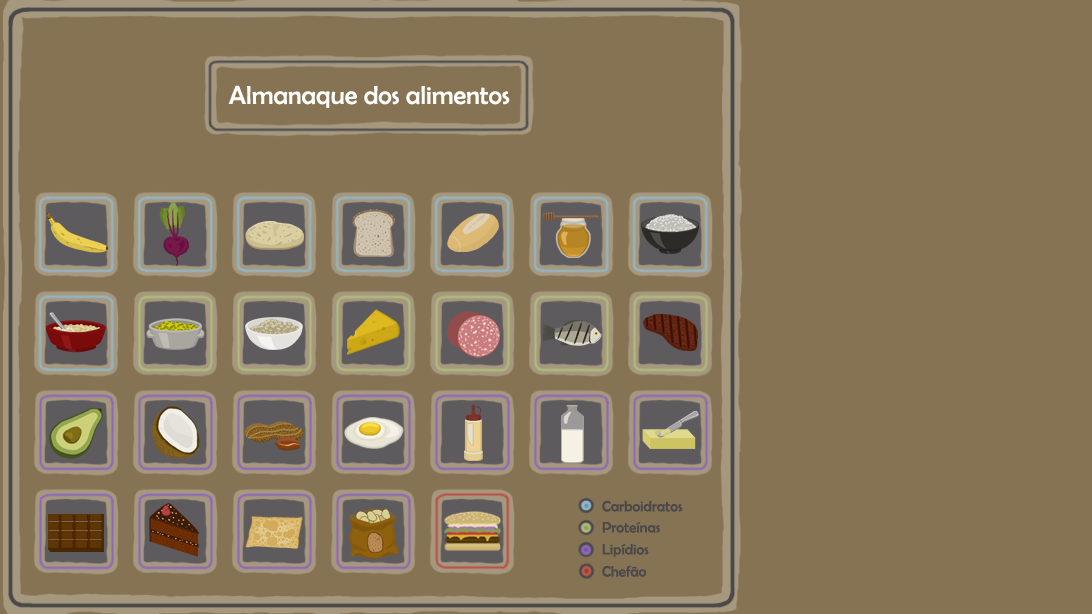 Almanaque dos alimentos
Carboidratos
Proteínas
Lipídios
Chefão